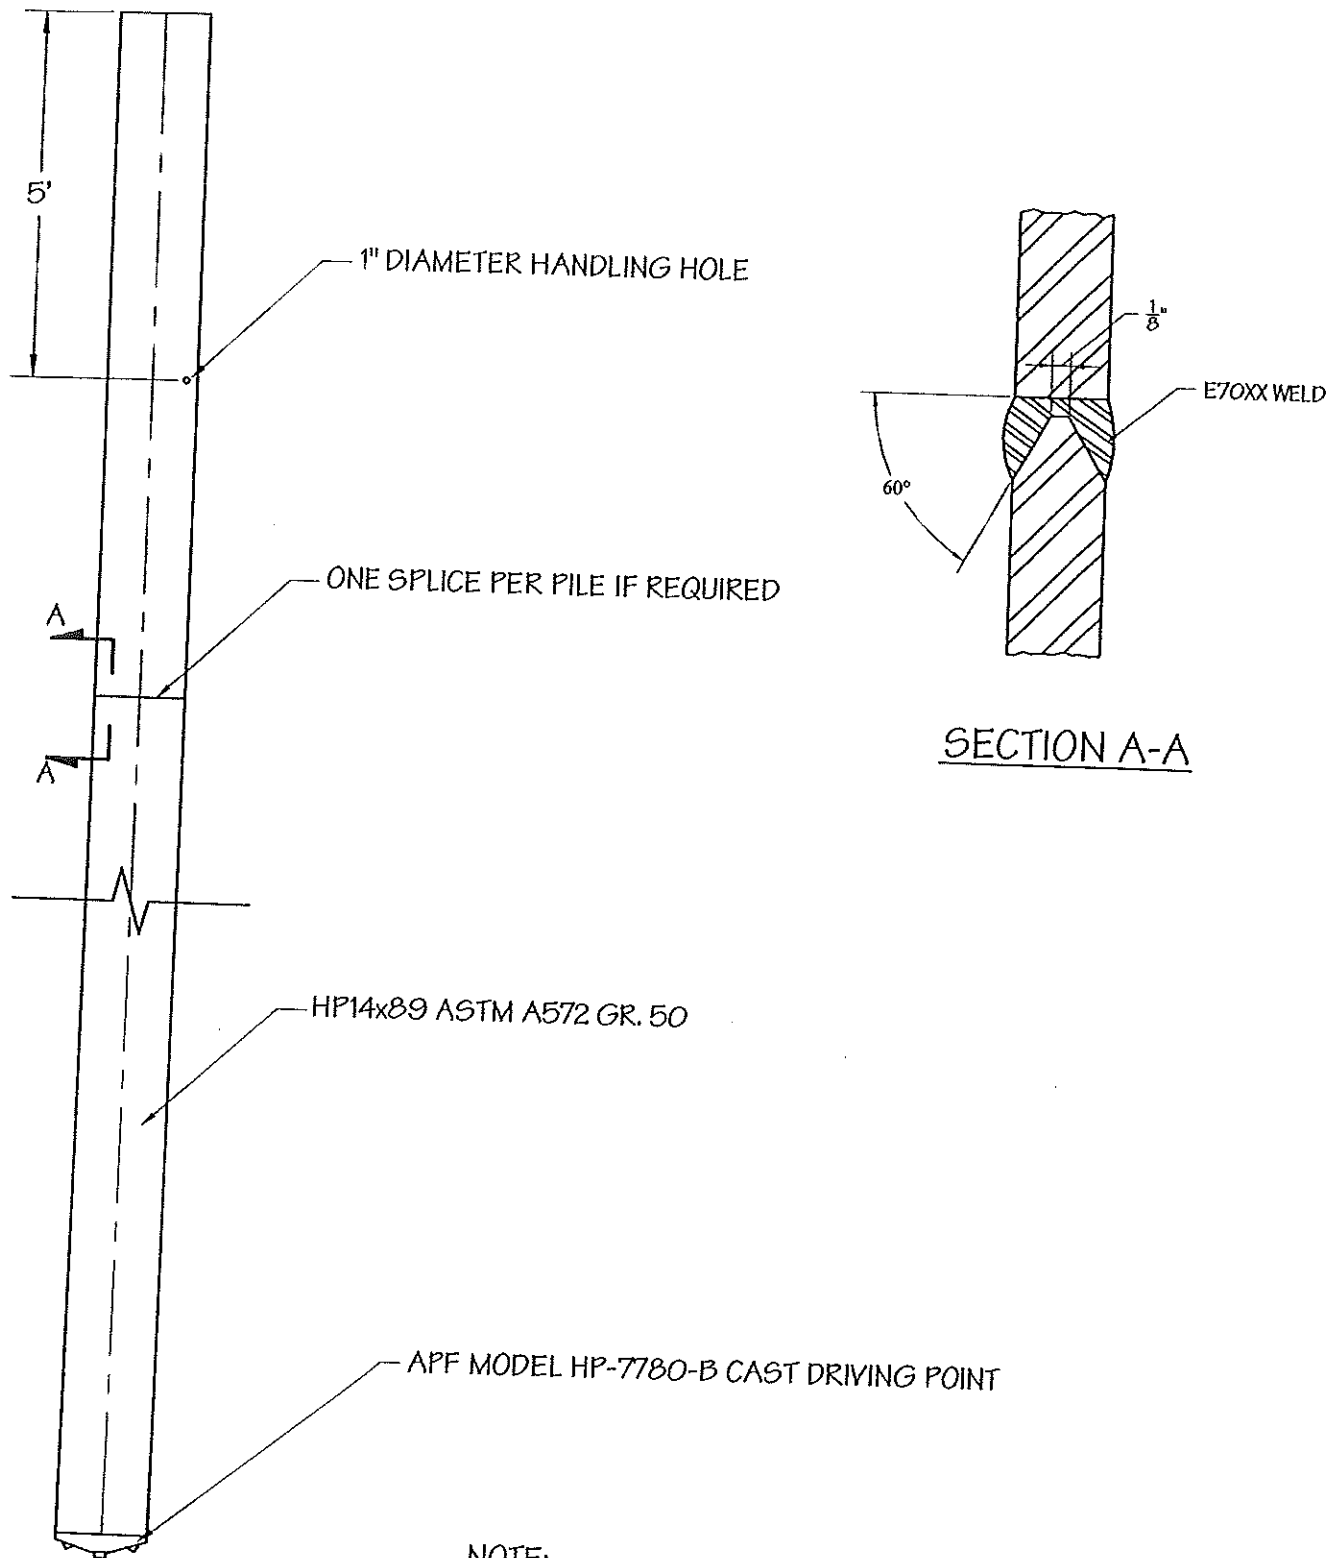 5'
1" DIAMETER HANDLING HOLE
1/8"
E70XX WELD
60°
ONE SPLICE PER PILE IF REQUIRED
A
A
SECTION A-A
HP14x89 ASTM A572 GR. 50
APF MODEL HP-7780-B CAST DRIVING POINT
NOTE: